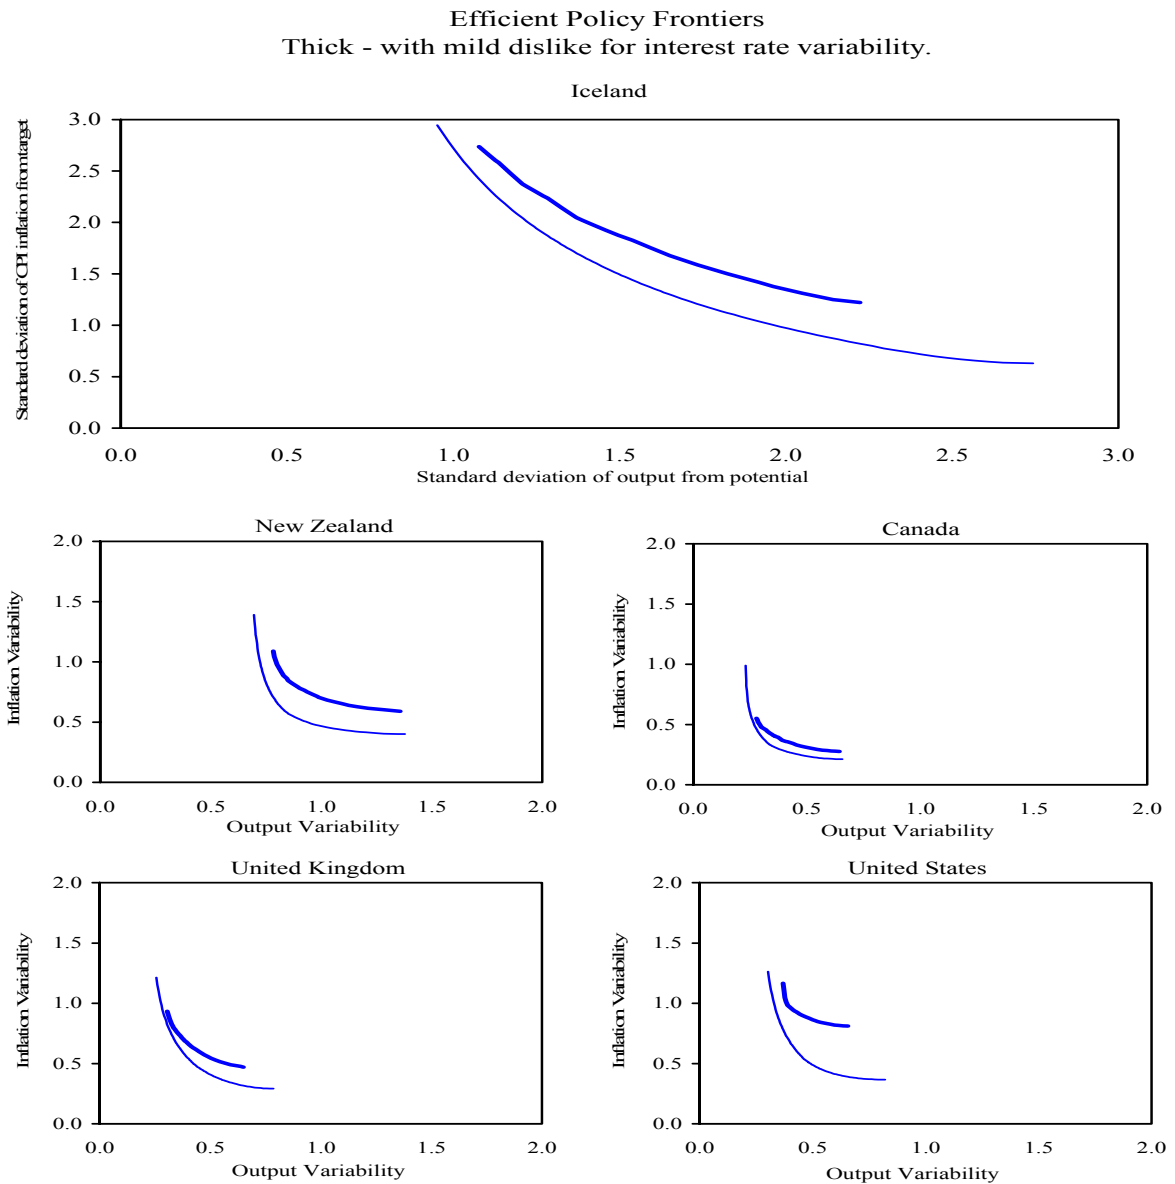 Efficient Policy Frontiers
Thick - with mild dislike for interest rate variability.
Iceland
Standard deviation of CPI inflation from target
3.0
2.5
2.0
1.5
1.0
0.5
0.0
0.0 0.5 1.0 1.5 2.0 2.5 3.0
Standard deviation of output from potential
New Zealand
Inflation Variability
2.0
1.5
1.0
0.5
0.0
0.0 0.5 1.0 1.5 2.0
Output Variability
Canada
Inflation Variability
2.0
1.5
1.0
0.5
0.0
0.0 0.5 1.0 1.5 2.0
Output Variability
United Kingdom
Inflation Variability
2.0
1.5
1.0
0.5
0.0
0.0 0.5 1.0 1.5 2.0
Output Variability
United States
Inflation Variability
2.0
1.5
1.0
0.5
0.0
0.0 0.5 1.0 1.5 2.0
Output Variability